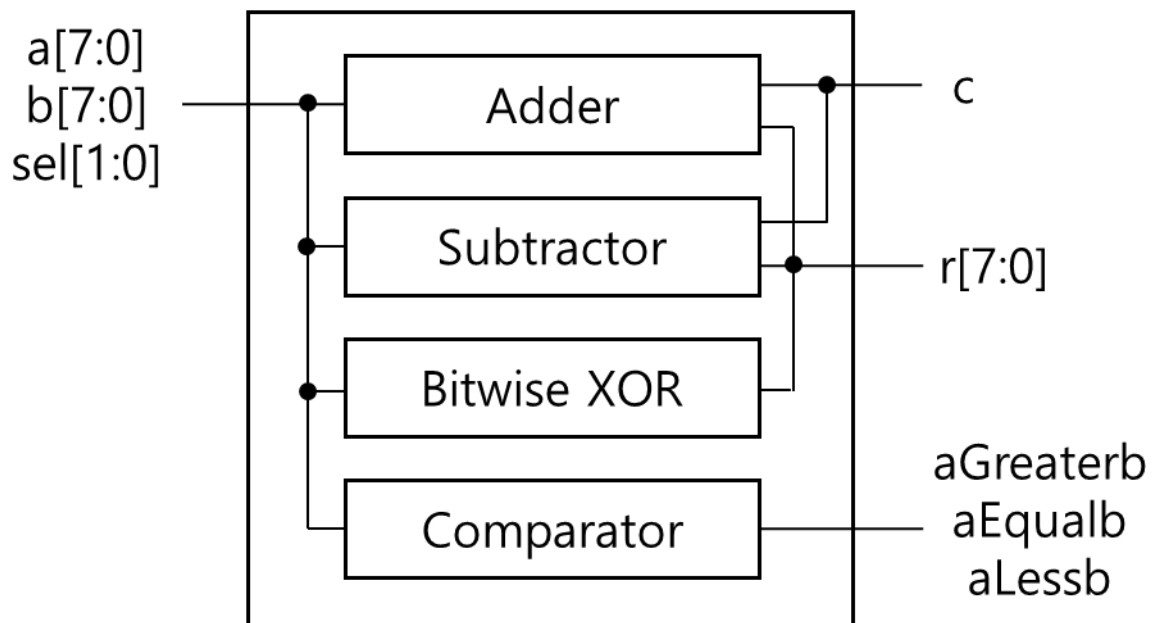 a[7:0]
b[7:0]
sel[1:0]
Adder
Subtractor
Bitwise XOR
Comparator
c
r[7:0]
aGreaterb
aEqualb
aLessb